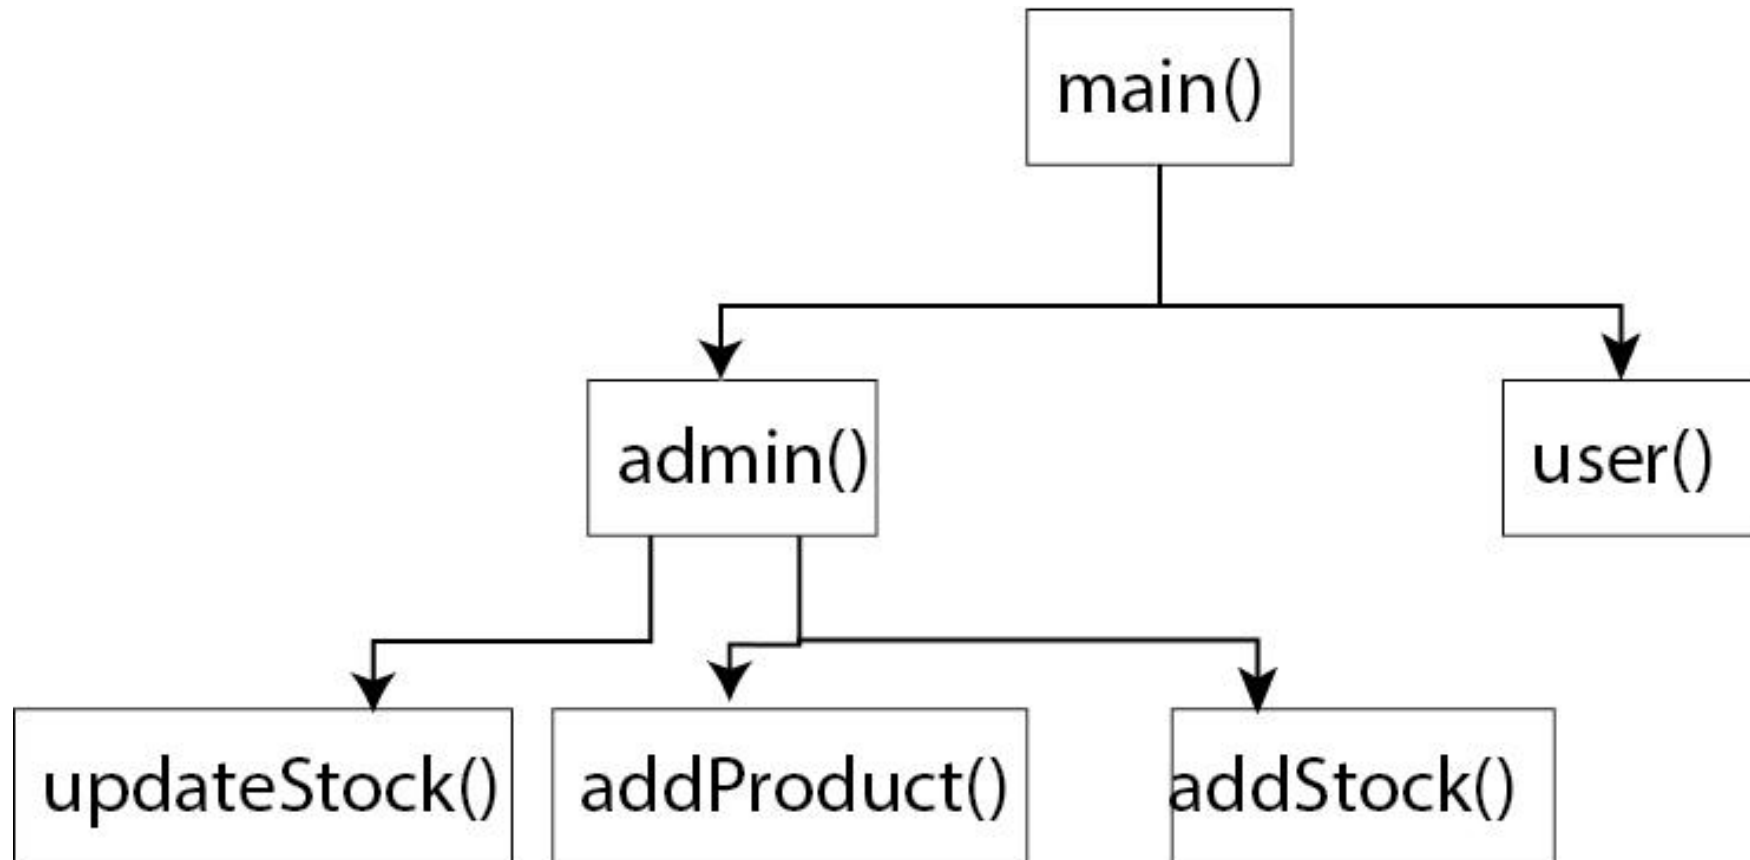 main()
admin()
user()
updateStock()
addProduct()
addStock()